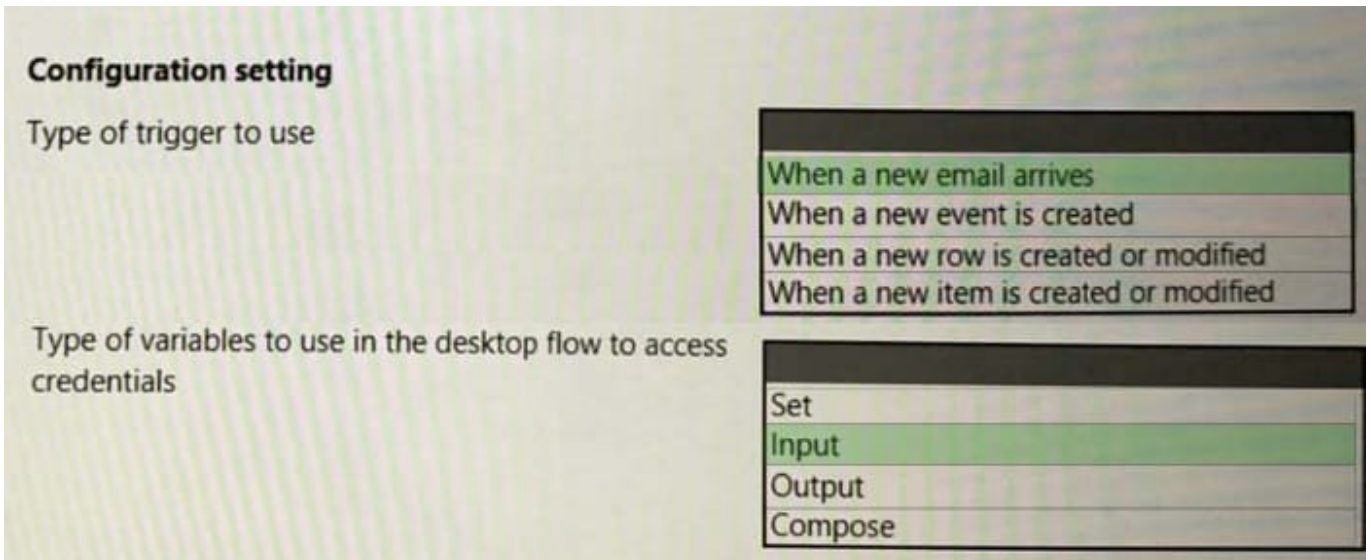 Configuration setting
Type of trigger to use
When a new email arrives
When a new event is created
When a new row is created or modified
When a new item is created or modified
Type of variables to use in the desktop flow to access
credentials
Set
Input
Output
Compose